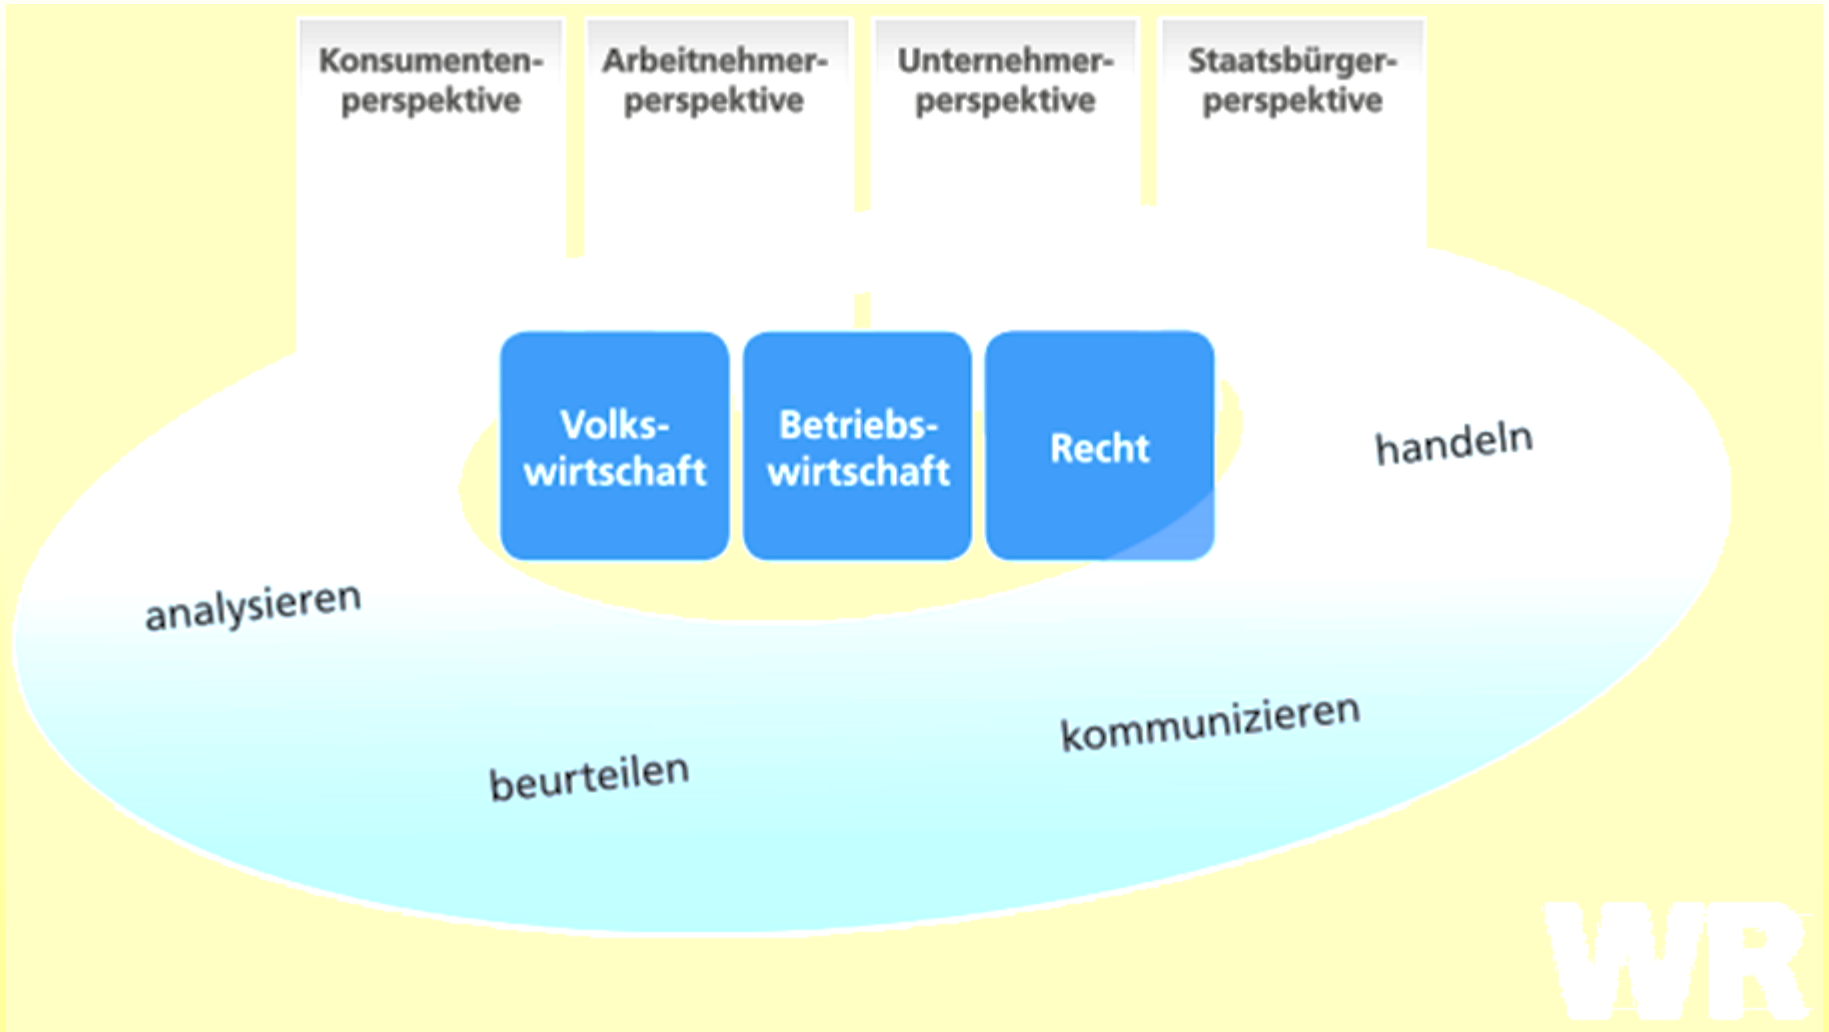 Konsumenten-
perspektive
Arbeitnehmer-
perspektive
Unternehmer-
perspektive
Staatsbürger-
perspektive
Volks-
wirtschaft
Betriebs-
wirtschaft
Recht
handeln
analysieren
kommunizieren
beurteilen
WR